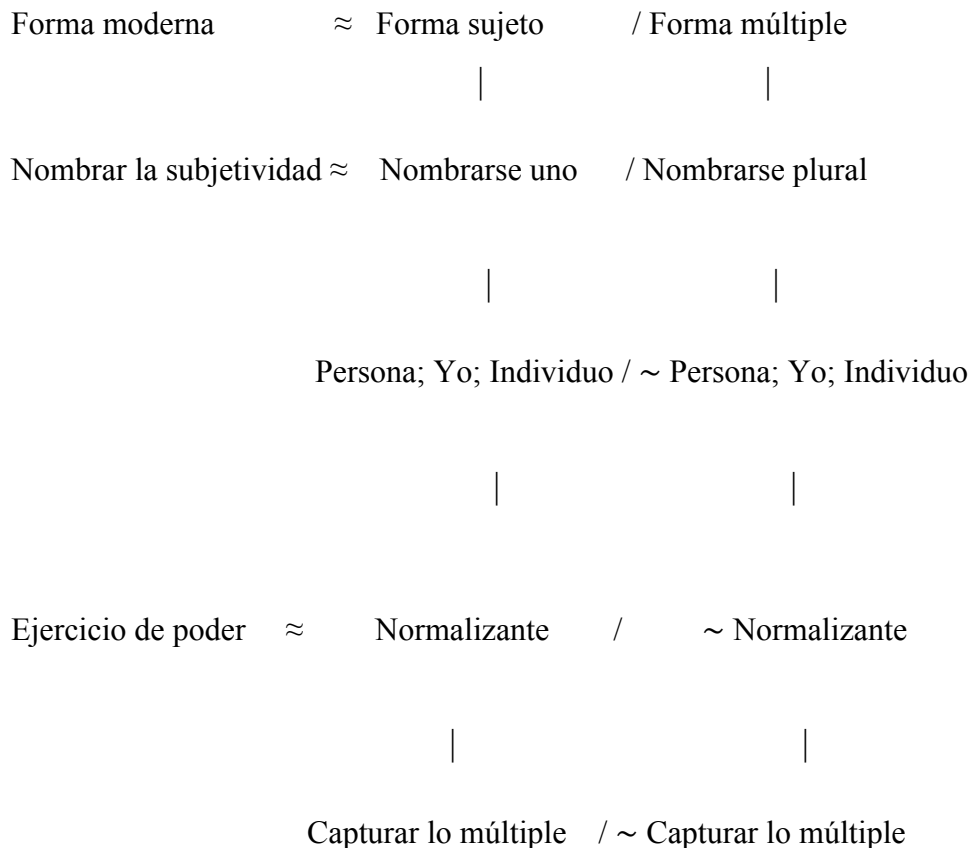 Forma moderna ≈ Forma sujeto / Forma múltiple
| |
Nombrar la subjetividad ≈ Nombrarse uno / Nombrarse plural
| |
Persona; Yo; Individuo / ~ Persona; Yo; Individuo
| |
Ejercicio de poder ≈ Normalizante / ~ Normalizante
| |
Capturar lo múltiple / ~ Capturar lo múltiple